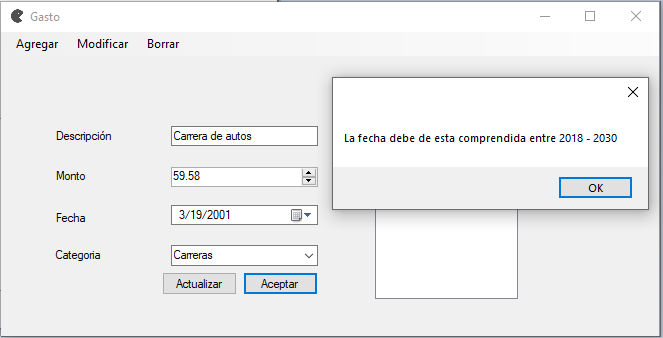 Gasto
Agregar Modificar Borrar
La fecha debe de esta comprendida entre 2018 - 2030
OK
Descripción Carrera de autos
Monto 59.58
Fecha 3/19/2001
Categoria Carreras
Actualizar Aceptar